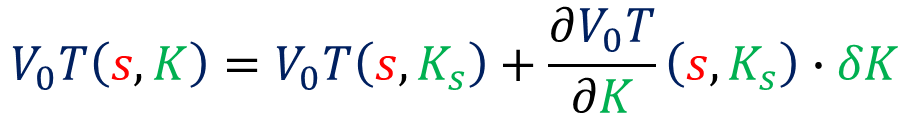 V₀T(s, K) = V₀T(s, Kₛ) + ∂V₀T/∂K (s, Kₛ) · δK